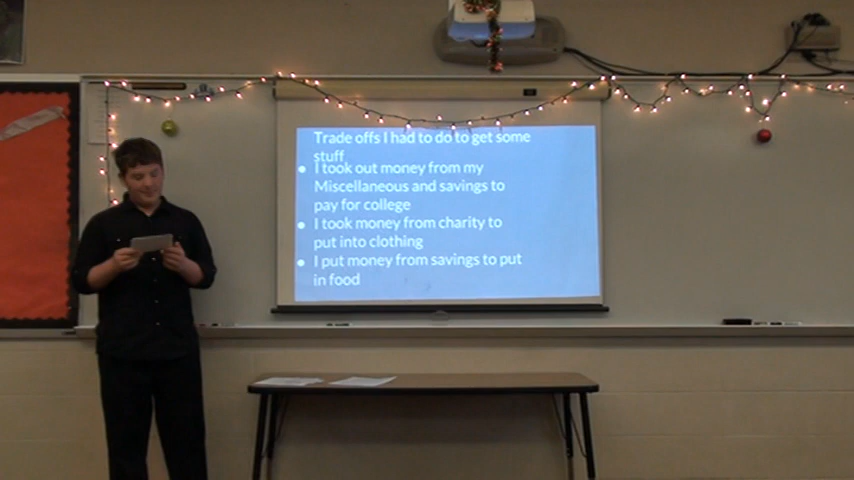 Trade offs I had to do to get some
stuff
● I took out money from my
Miscellaneous and savings to
pay for college
● I took money from charity to
put into clothing
● I put money from savings to put
in food